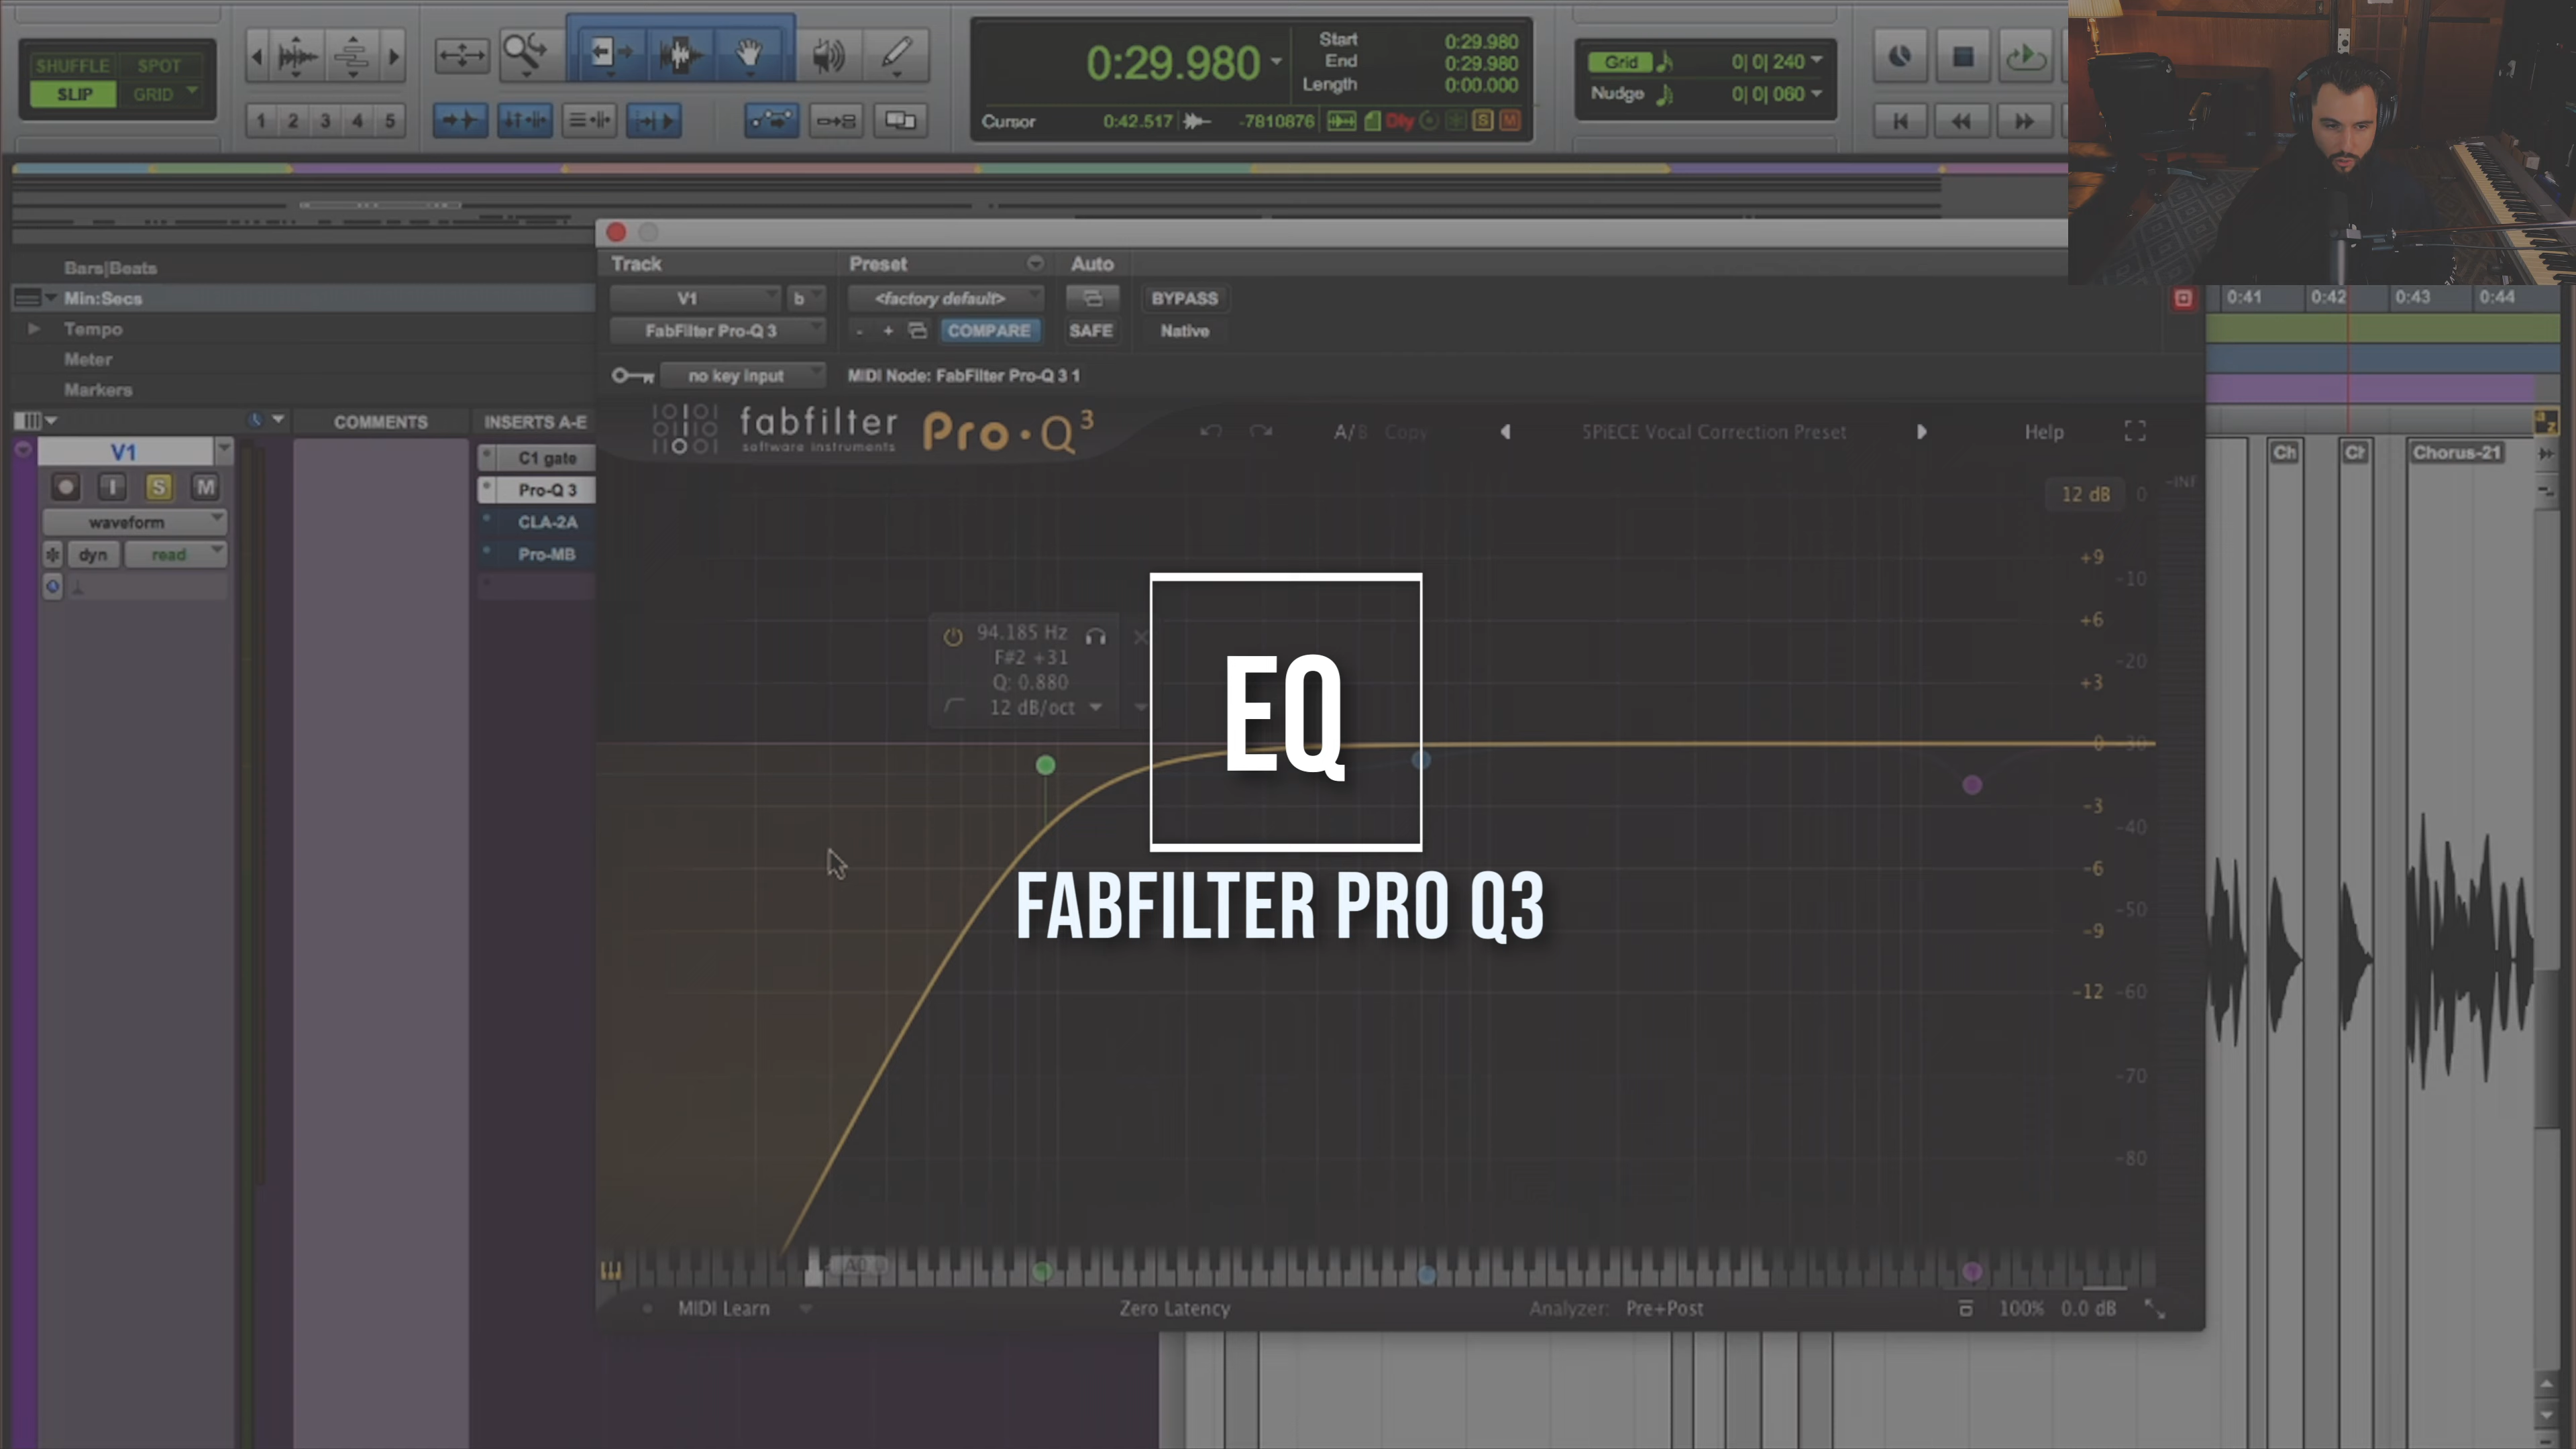 SHUFFLE SPOT
SLIP GRID
1 2 3 4 5
0:29.980
Start 0:29.980
End 0:29.980
Length 0:00.000
Cursor 0:42.517 -7810876 Dly S M
Grid 0| 0| 240
Nudge 0| 0| 060
Bars|Beats
Min:Secs
Tempo
Meter
Markers
Track Preset Auto
V1 b <factory default> BYPASS
FabFilter Pro-Q 3 - + COMPARE SAFE Native
no key input MIDI Node: FabFilter Pro-Q 3 1
0:41 0:42 0:43 0:44
COMMENTS INSERTS A-E
V1
I S M
waveform
dyn read
C1 gate
Pro-Q 3
CLA-2A
Pro-MB
fabfilter
software instruments
Pro·Q3
A/B Copy 5PiECE Vocal Correction Preset Help
Ch Ch Chorus-21
a z
12 dB 0 -INF
+9 -10
+6 -20
+3
0 -30
-3 -40
-6 -50
-9
-12 -60
-70
-80
94.185 Hz
F#2 +31
Q: 0.880
12 dB/oct
EQ
FABFILTER PRO Q3
A0
MIDI Learn Zero Latency Analyzer: Pre+Post 100% 0.0 dB